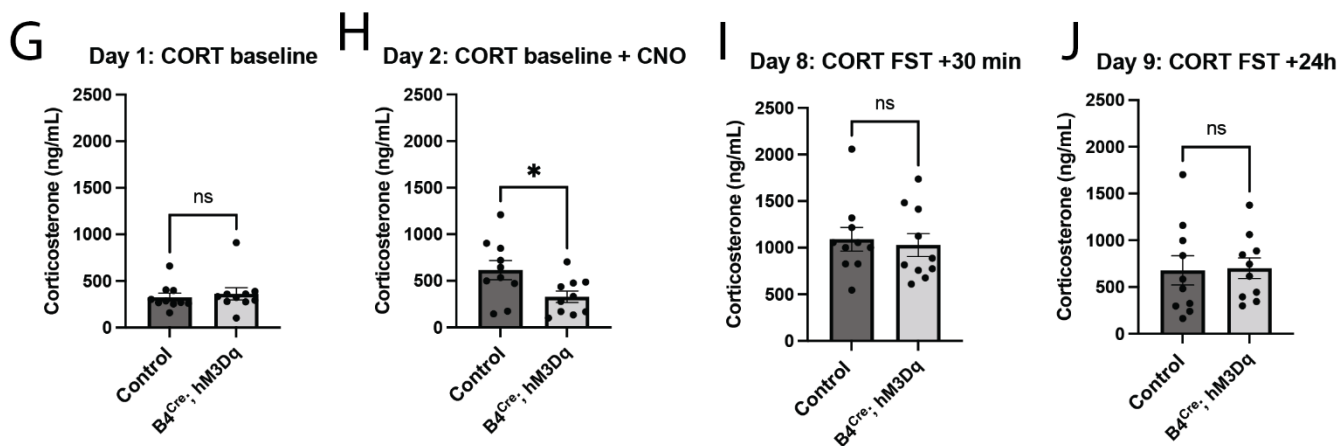 G
Day 1: CORT baseline
Corticosterone (ng/mL)
2500
2000
1500
1000
500
0
ns
Control
B4Cre; hM3Dq
H
Day 2: CORT baseline + CNO
Corticosterone (ng/mL)
2500
2000
1500
1000
500
0
*
Control
B4Cre; hM3Dq
I
Day 8: CORT FST +30 min
Corticosterone (ng/mL)
2500
2000
1500
1000
500
0
ns
Control
B4Cre; hM3Dq
J
Day 9: CORT FST +24h
Corticosterone (ng/mL)
2500
2000
1500
1000
500
0
ns
Control
B4Cre; hM3Dq